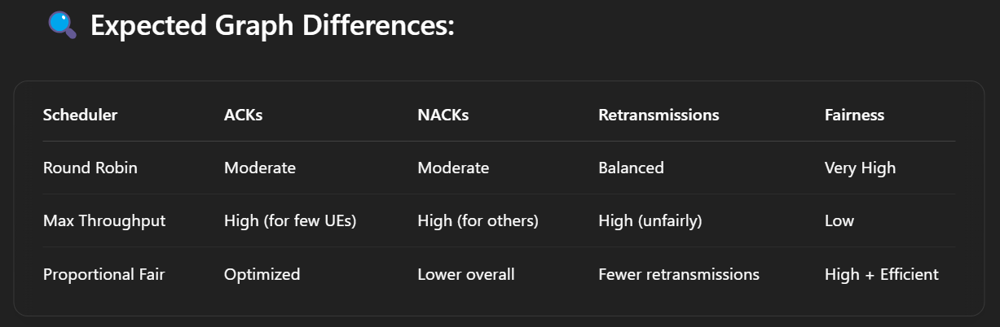 Expected Graph Differences:
Scheduler ACKs NACKs Retransmissions Fairness
Round Robin Moderate Moderate Balanced Very High
Max Throughput High (for few UEs) High (for others) High (unfairly) Low
Proportional Fair Optimized Lower overall Fewer retransmissions High + Efficient